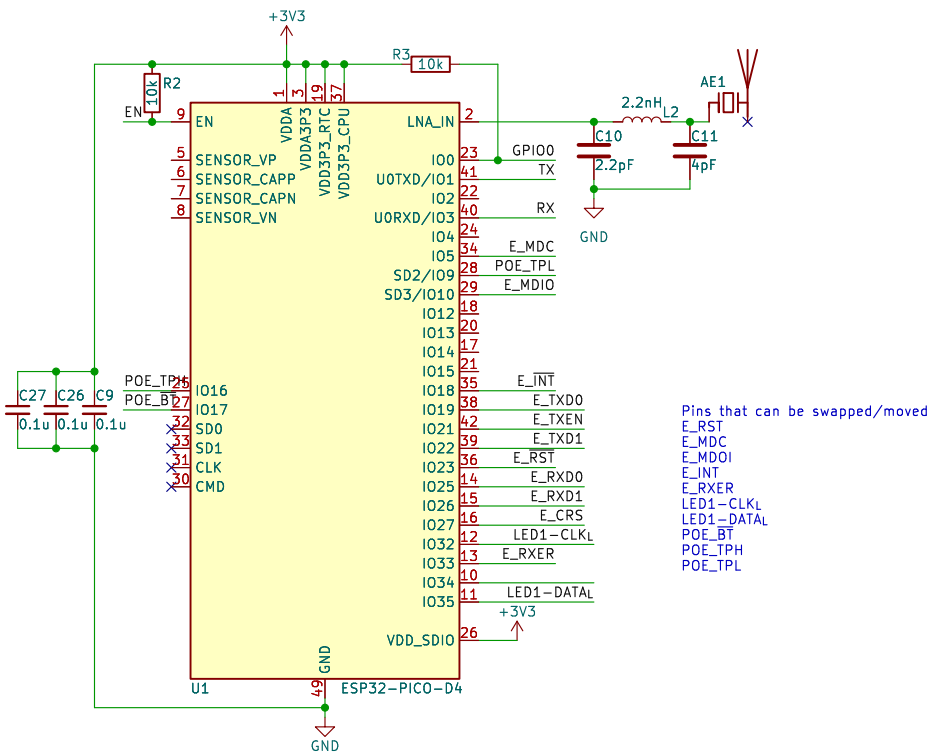 +3V3
R3
10k
10k
R2
EN
9
EN
1
VDDA
3
VDDA3P3
19
VDD3P3_RTC
37
VDD3P3_CPU
LNA_IN
2
2.2nH
L2
AE1
C10
2.2pF
C11
4pF
GND
5
SENSOR_VP
6
SENSOR_CAPP
7
SENSOR_CAPN
8
SENSOR_VN
IO0
23
GPIO0
U0TXD/IO1
41
TX
IO2
22
U0RXD/IO3
40
RX
IO4
24
IO5
34
E_MDC
SD2/IO9
28
POE_TPL
SD3/IO10
29
E_MDIO
IO12
18
IO13
20
IO14
17
IO15
21
C27
0.1u
C26
0.1u
C9
0.1u
POE_TPH
25
IO16
POE_BT
27
IO17
32
SD0
33
SD1
31
CLK
30
CMD
IO18
35
E_INT
IO19
38
E_TXD0
IO21
42
E_TXEN
IO22
39
E_TXD1
IO23
36
E_RST
IO25
14
E_RXD0
IO26
15
E_RXD1
IO27
16
E_CRS
IO32
12
LED1-CLKL
IO33
13
E_RXER
IO34
10
IO35
11
LED1-DATAL
+3V3
VDD_SDIO
26
GND
49
U1
ESP32-PICO-D4
GND
Pins that can be swapped/moved
E_RST
E_MDC
E_MDOI
E_INT
E_RXER
LED1-CLKL
LED1-DATAL
POE_BT
POE_TPH
POE_TPL